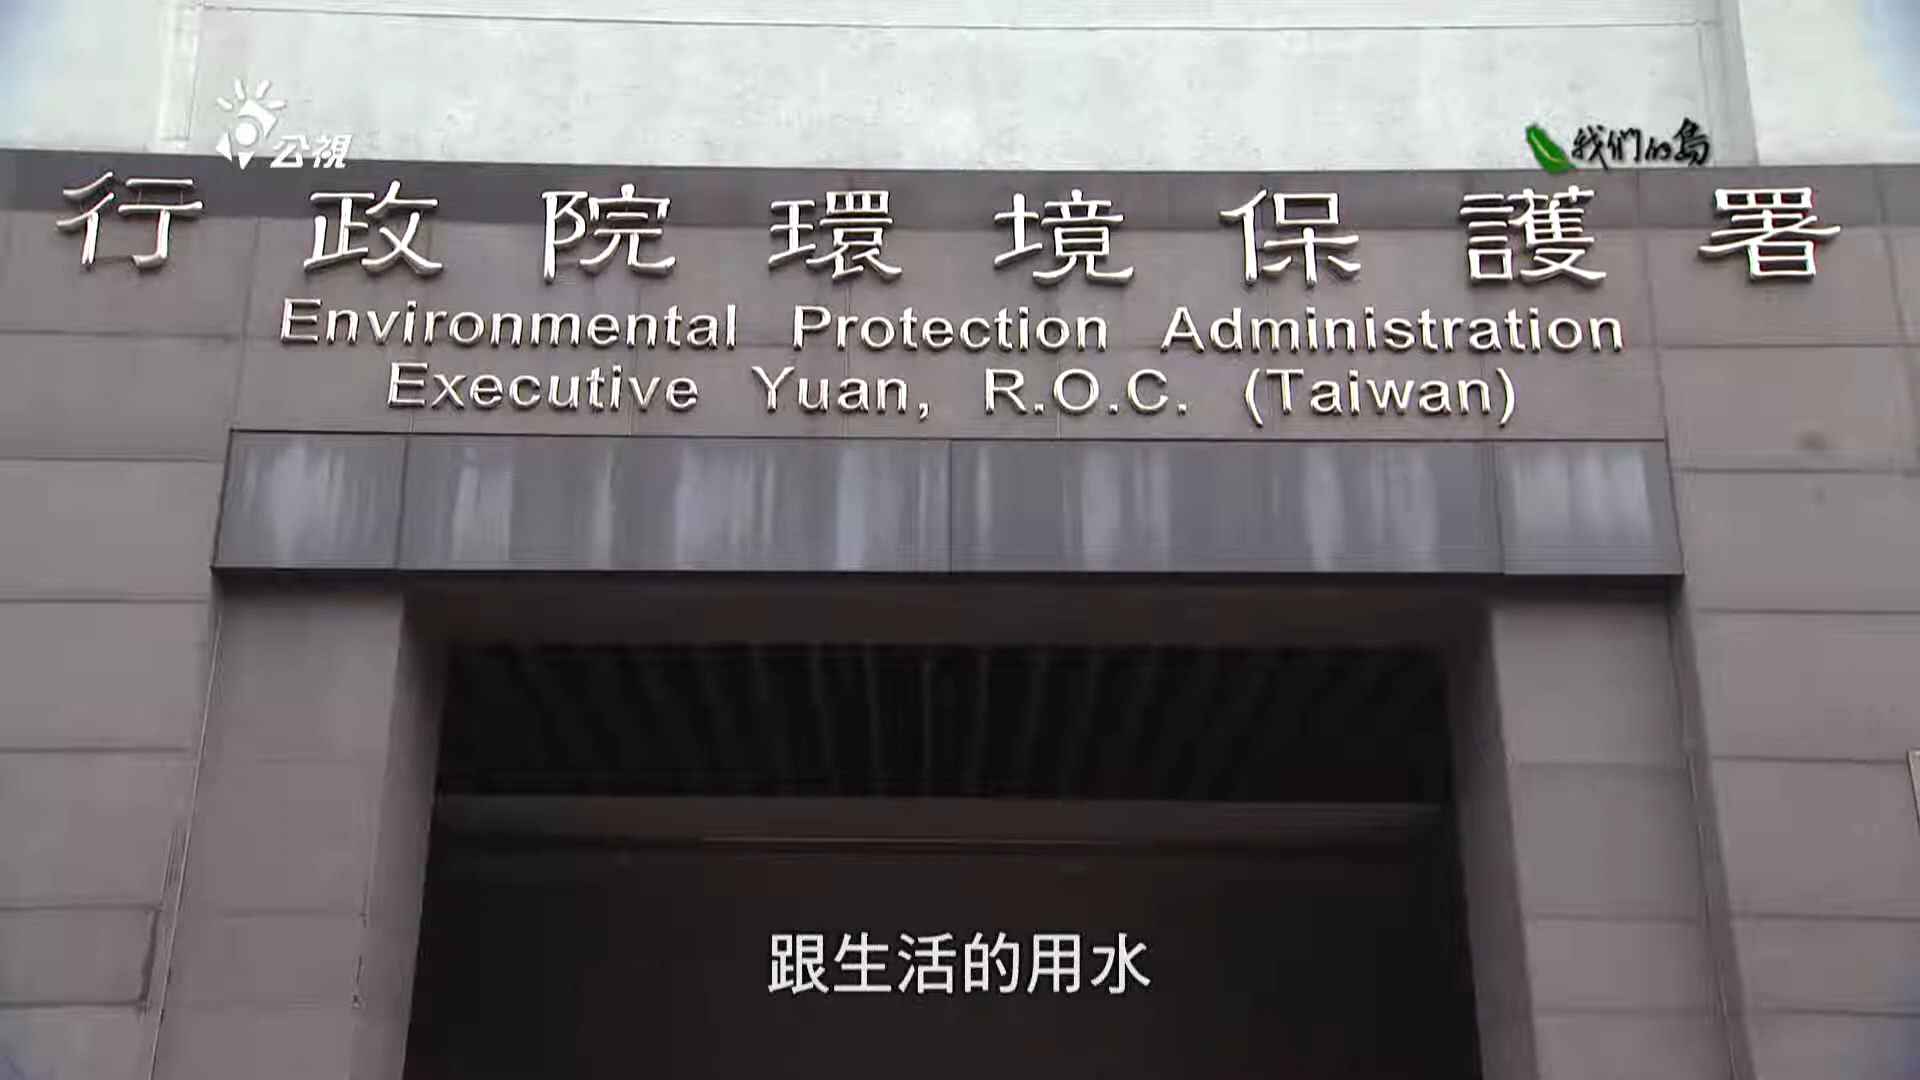 公視
我們的島
行政院環境保護署
Environmental Protection Administration
Executive Yuan, R.O.C. (Taiwan)
跟生活的用水